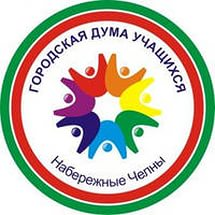 ГОРОДСКАЯ ДУМА УЧАЩИХСЯ
Набережные Челны